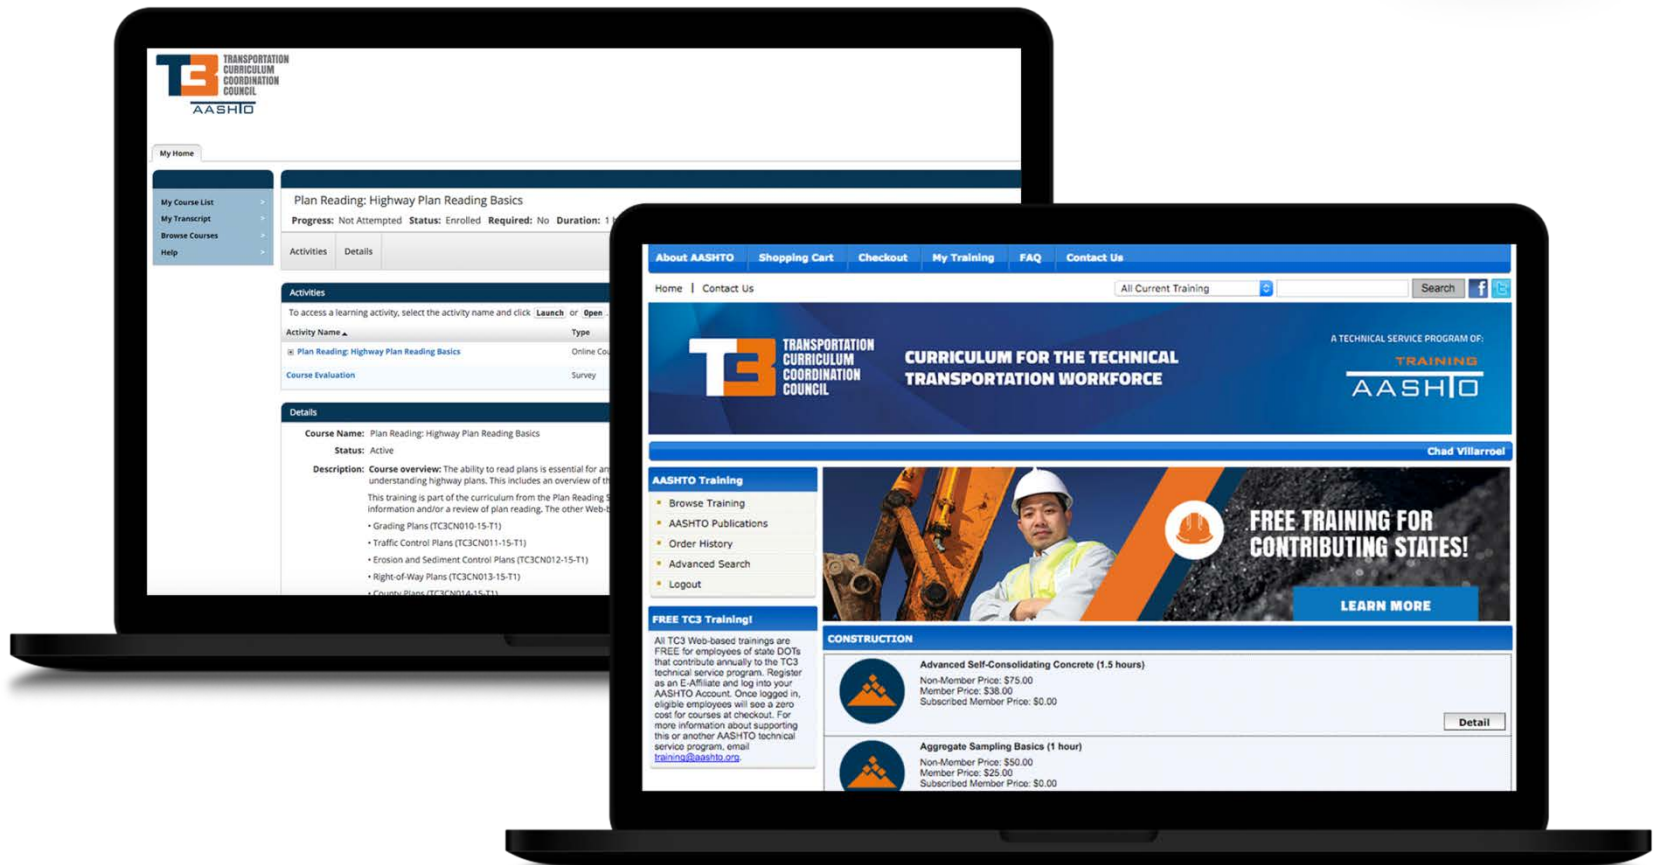 TRANSPORTATION
CURRICULUM
COORDINATION
COUNCIL
AASHTO
My Home
My Course List >
My Transcript >
Browse Courses >
Help >
Plan Reading: Highway Plan Reading Basics
Progress: Not Attempted Status: Enrolled Required: No Duration: 1
Activities Details
Activities
To access a learning activity, select the activity name and click Launch or Open .
Activity Name Type
Plan Reading: Highway Plan Reading Basics Online Cou
Course Evaluation Survey
Details
Course Name: Plan Reading: Highway Plan Reading Basics
Status: Active
Description: Course overview: The ability to read plans is essential for an
understanding highway plans. This includes an overview of th
This training is part of the curriculum from the Plan Reading S
information and/or a review of plan reading. The other Web-b
• Grading Plans (TC3CN010-15-T1)
• Traffic Control Plans (TC3CN011-15-T1)
• Erosion and Sediment Control Plans (TC3CN012-15-T1)
• Right-of-Way Plans (TC3CN013-15-T1)
• County Plans (TC3CN014-15-T1)
About AASHTO Shopping Cart Checkout My Training FAQ Contact Us
Home | Contact Us All Current Training Search
TC3 TRANSPORTATION
CURRICULUM
COORDINATION
COUNCIL
CURRICULUM FOR THE TECHNICAL
TRANSPORTATION WORKFORCE
A TECHNICAL SERVICE PROGRAM OF:
TRAINING
AASHTO
Chad Villarroel
AASHTO Training
Browse Training
AASHTO Publications
Order History
Advanced Search
Logout
FREE TRAINING FOR
CONTRIBUTING STATES!
LEARN MORE
FREE TC3 Training!
All TC3 Web-based trainings are
FREE for employees of state DOTs
that contribute annually to the TC3
technical service program. Register
as an E-Affiliate and log into your
AASHTO Account. Once logged in,
eligible employees will see a zero
cost for courses at checkout. For
more information about supporting
this or another AASHTO technical
service program, email
training@aashto.org.
CONSTRUCTION
Advanced Self-Consolidating Concrete (1.5 hours)
Non-Member Price: $75.00
Member Price: $38.00
Subscribed Member Price: $0.00
Detail
Aggregate Sampling Basics (1 hour)
Non-Member Price: $50.00
Member Price: $25.00
Subscribed Member Price: $0.00